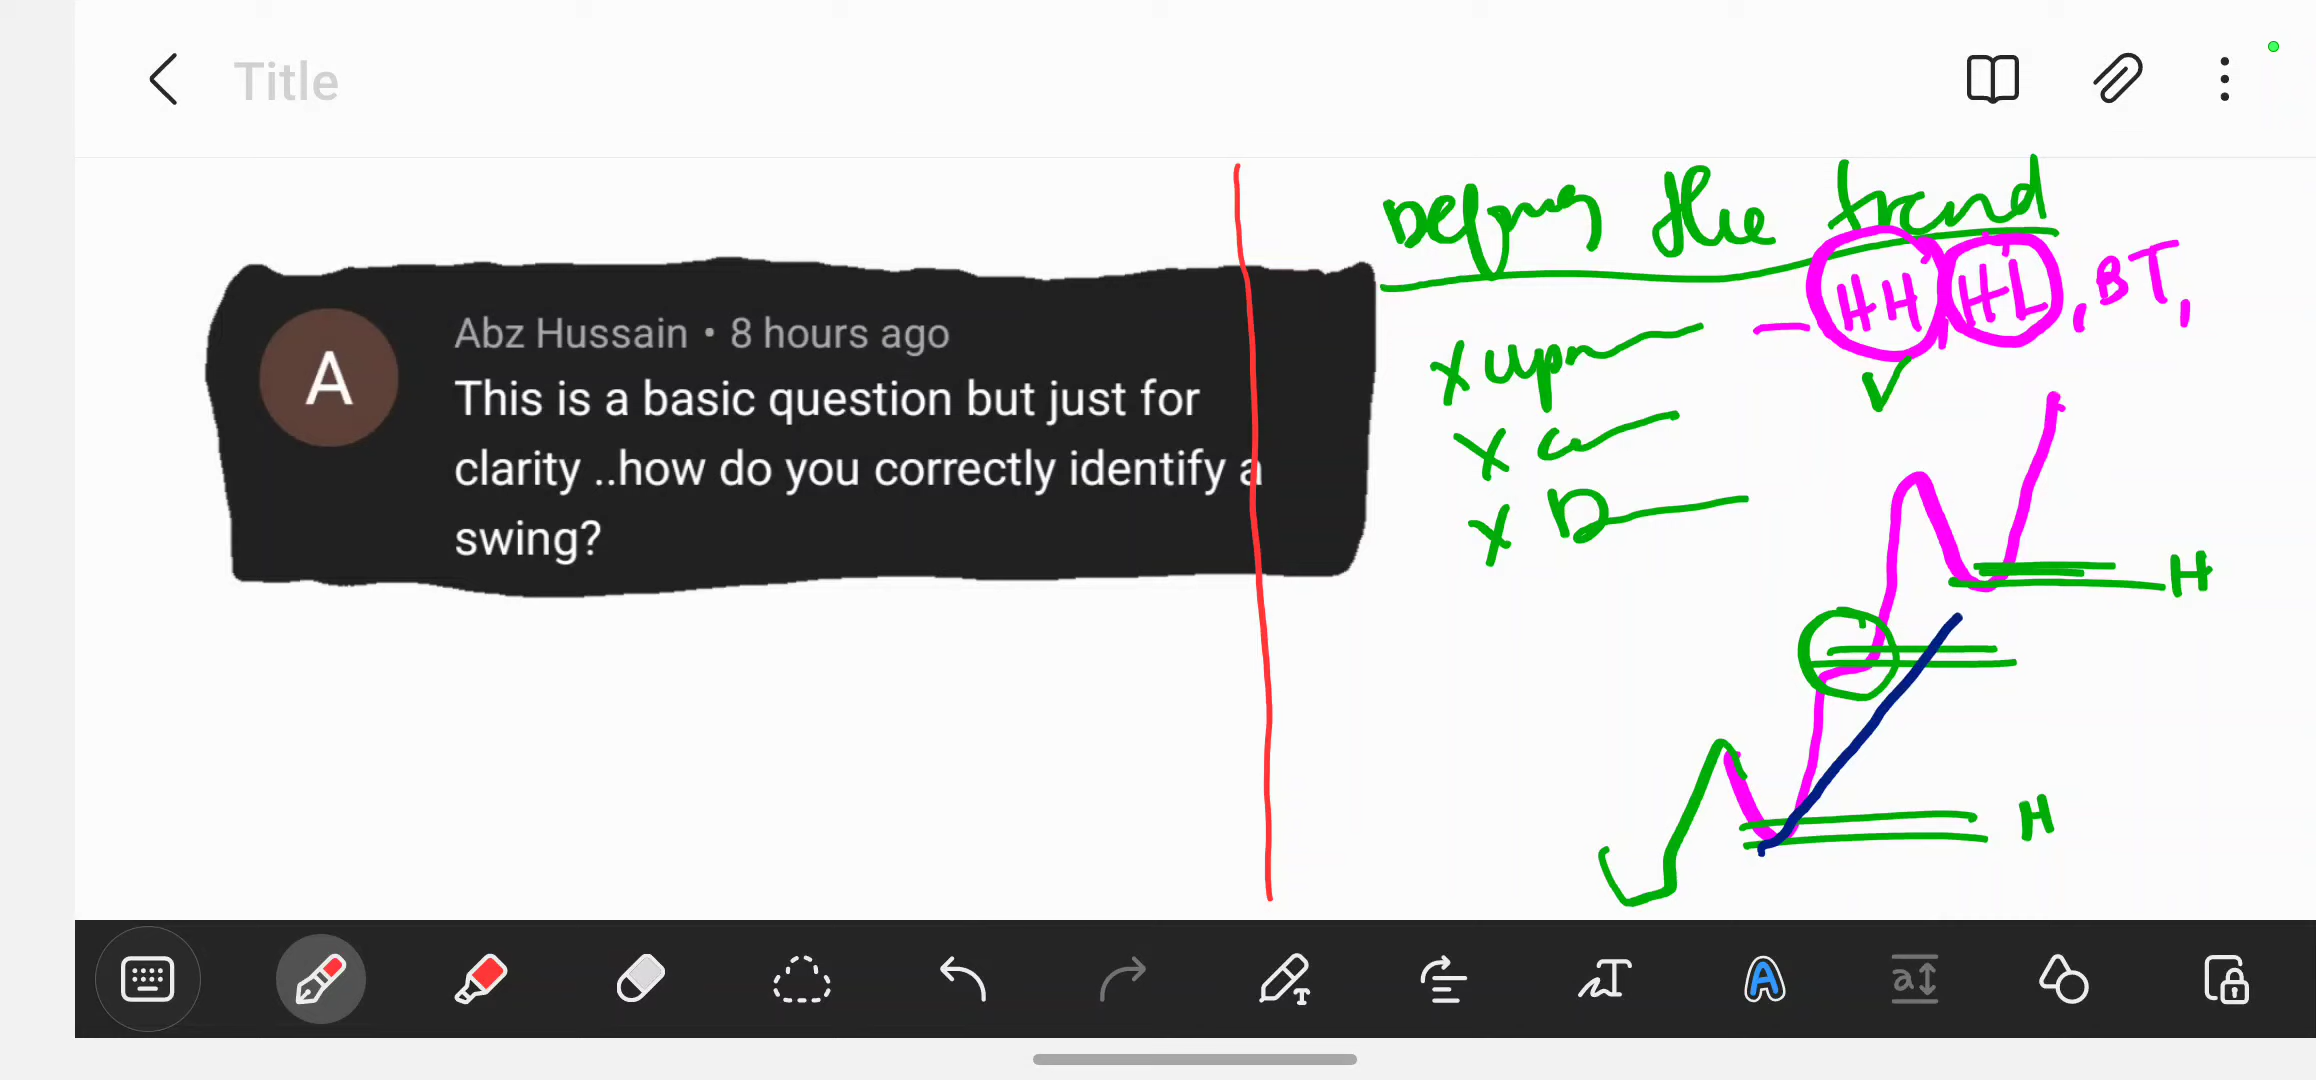 Title
Abz Hussain • 8 hours ago
A
This is a basic question but just for
clarity ..how do you correctly identify a
swing?
the trend
HH HL, BT,
X
X
X D
H
H